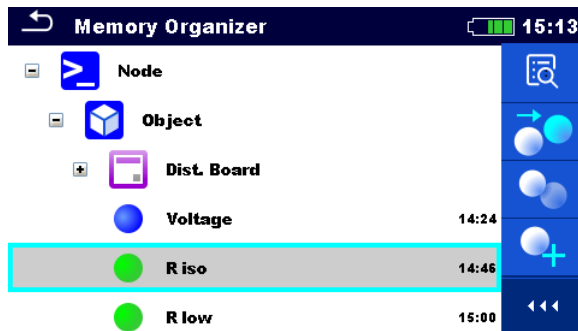 Memory Organizer 15:13
Node
Object
Dist. Board
Voltage 14:24
R iso 14:46
R low 15:00